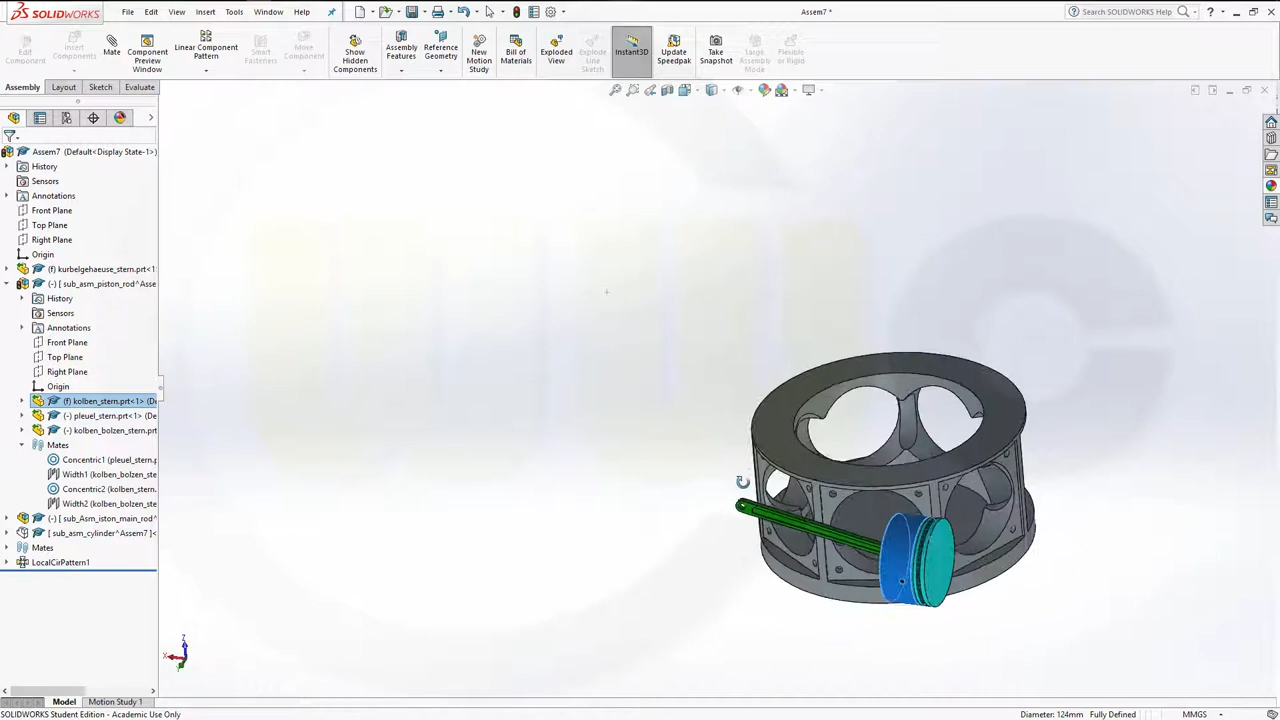 SOLIDWORKS
File
Edit
View
Insert
Tools
Window
Help
Assem7 *
Search SOLIDWORKS Help
Edit Component
Insert Components
Mate
Component Preview Window
Linear Component Pattern
Smart Fasteners
Move Component
Show Hidden Components
Assembly Features
Reference Geometry
New Motion Study
Bill of Materials
Exploded View
Explode Line Sketch
Instant3D
Update Speedpak
Take Snapshot
Large Assembly Mode
Flexible or Rigid
Assembly
Layout
Sketch
Evaluate
Assem7 (Default<Display State-1>)
History
Sensors
Annotations
Front Plane
Top Plane
Right Plane
Origin
(f) kurbelgehaeuse_stern.prt<1>
(-) [ sub_asm_piston_rod^Asse
History
Sensors
Annotations
Front Plane
Top Plane
Right Plane
Origin
(f) kolben_stern.prt<1> (De
(-) pleuel_stern.prt<1> (De
(-) kolben_bolzen_stern.prt
Mates
Concentric1 (pleuel_stern.
Width1 (kolben_bolzen_ste
Concentric2 (kolben_stern.
Width2 (kolben_bolzen_ste
(-) [ sub_Asm_iston_main_rod^
[ sub_asm_cylinder^Assem7 ]
Mates
LocalCirPattern1
Z
X
Y
Model
Motion Study 1
SOLIDWORKS Student Edition - Academic Use Only
Diameter: 124mm
Fully Defined
MMGS